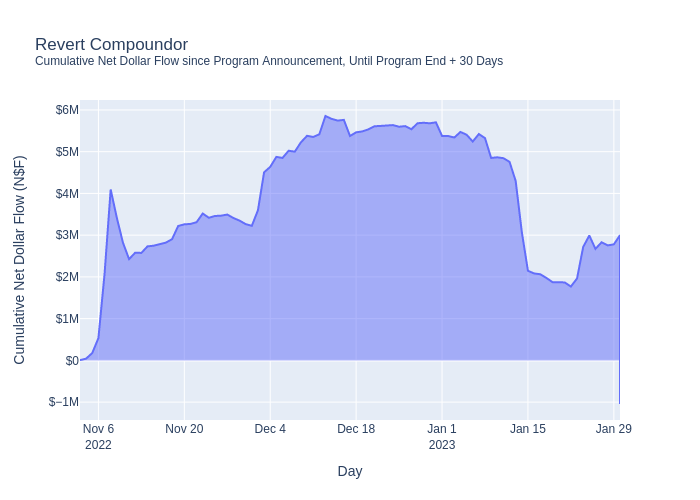 Revert Compoundor
Cumulative Net Dollar Flow since Program Announcement, Until Program End + 30 Days
Cumulative Net Dollar Flow (N$F)
$6M
$5M
$4M
$3M
$2M
$1M
$0
$−1M
Nov 6
2022
Nov 20
Dec 4
Dec 18
Jan 1
2023
Jan 15
Jan 29
Day